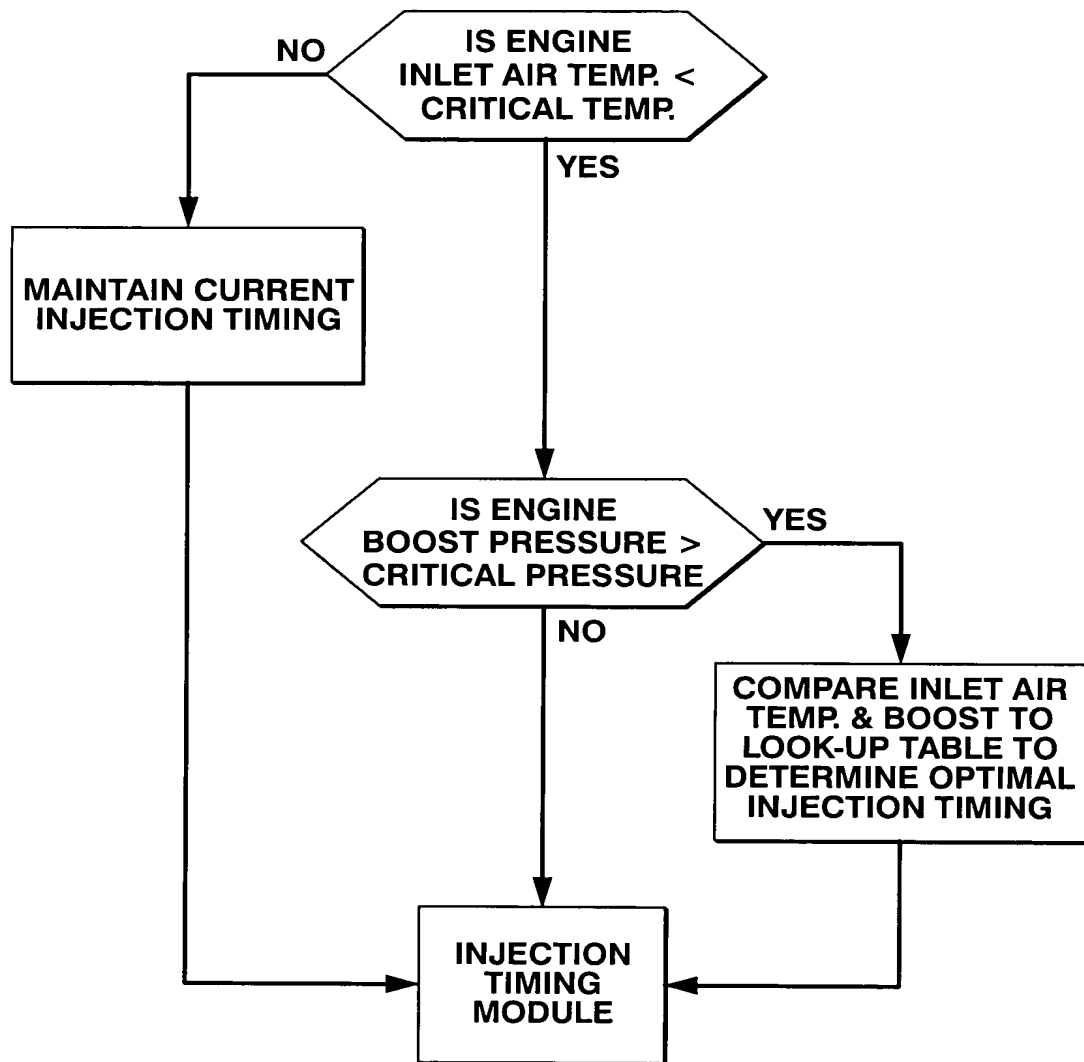 IS ENGINE
INLET AIR TEMP. <
CRITICAL TEMP.
NO
YES
MAINTAIN CURRENT
INJECTION TIMING
IS ENGINE
BOOST PRESSURE >
CRITICAL PRESSURE
YES
NO
COMPARE INLET AIR
TEMP. & BOOST TO
LOOK-UP TABLE TO
DETERMINE OPTIMAL
INJECTION TIMING
INJECTION
TIMING
MODULE